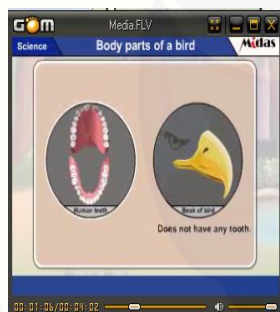 GOM Media.FLV
Science Body parts of a bird Midas
Human teeth Beak of bird
Does not have any tooth.
00:01:06/00:04:02